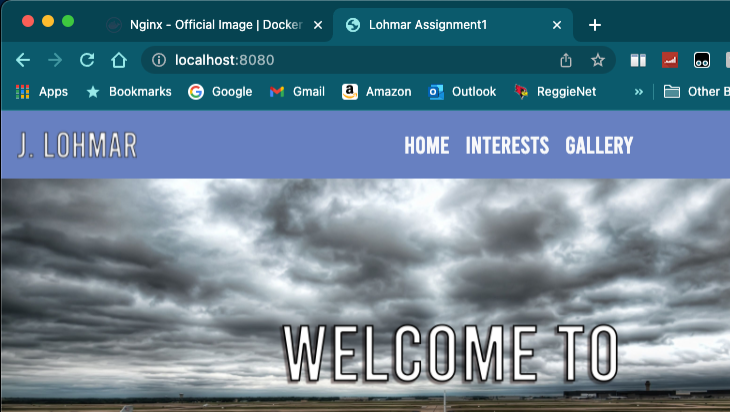 Nginx - Official Image | Docker
Lohmar Assignment1
localhost:8080
Apps Bookmarks Google Gmail Amazon Outlook ReggieNet » Other B
J. LOHMAR HOME INTERESTS GALLERY
WELCOME TO